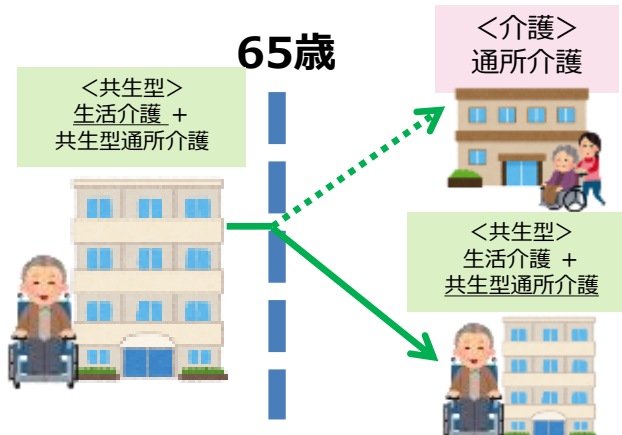 65歳
＜共生型＞
生活介護 +
共生型通所介護
＜介護＞
通所介護
＜共生型＞
生活介護 +
共生型通所介護